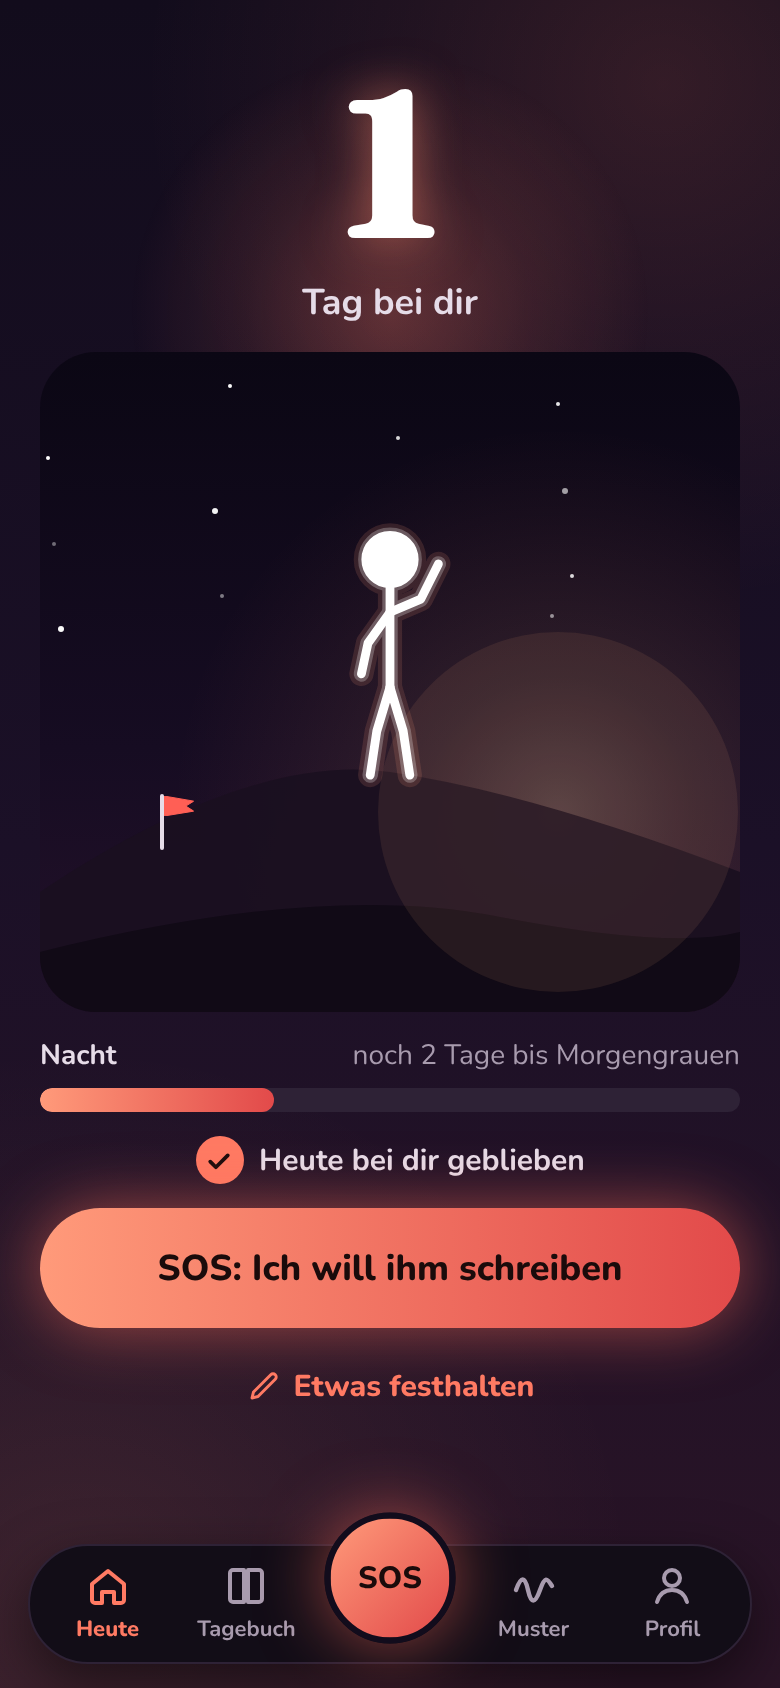 1
Tag bei dir
Nacht
noch 2 Tage bis Morgengrauen
Heute bei dir geblieben
SOS: Ich will ihm schreiben
Etwas festhalten
SOS
Heute
Tagebuch
Muster
Profil